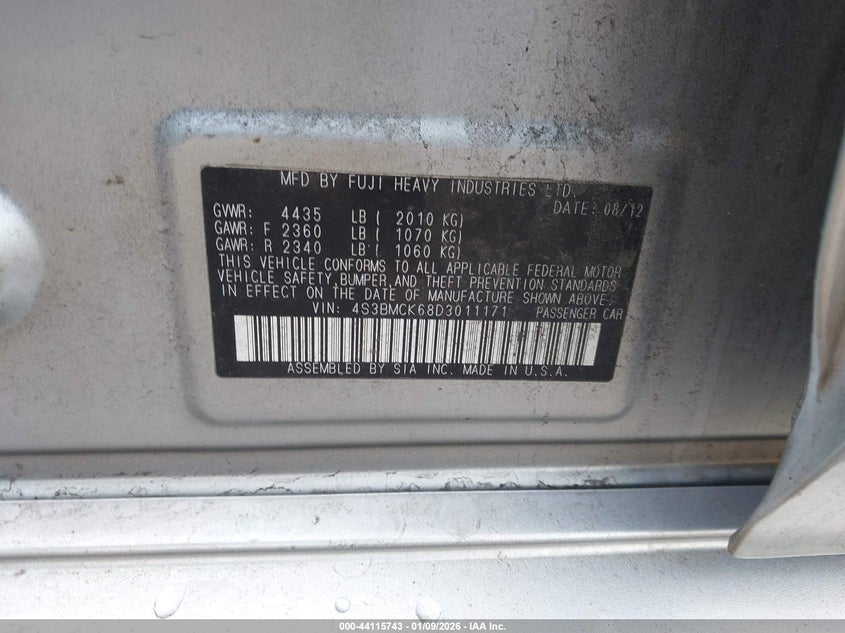 MFD BY FUJI HEAVY INDUSTRIES LTD.
DATE: 08/12
GVWR: 4435 LB ( 2010 KG)
GAWR: F 2360 LB ( 1070 KG)
GAWR: R 2340 LB ( 1060 KG)
THIS VEHICLE CONFORMS TO ALL APPLICABLE FEDERAL MOTOR
VEHICLE SAFETY, BUMPER, AND THEFT PREVENTION STANDARDS
IN EFFECT ON THE DATE OF MANUFACTURE SHOWN ABOVE.
VIN: 4S3BMCK68D3011171 PASSENGER CAR
ASSEMBLED BY SIA INC. MADE IN U.S.A.
000-44115743 - 01/09/2026 - IAA Inc.